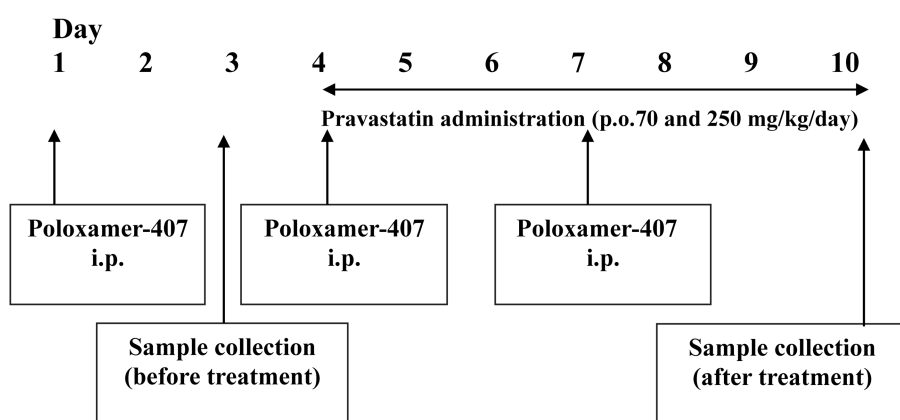 Day
1 2 3 4 5 6 7 8 9 10
Pravastatin administration (p.o.70 and 250 mg/kg/day)
Poloxamer-407
i.p.
Poloxamer-407
i.p.
Poloxamer-407
i.p.
Sample collection
(before treatment)
Sample collection
(after treatment)